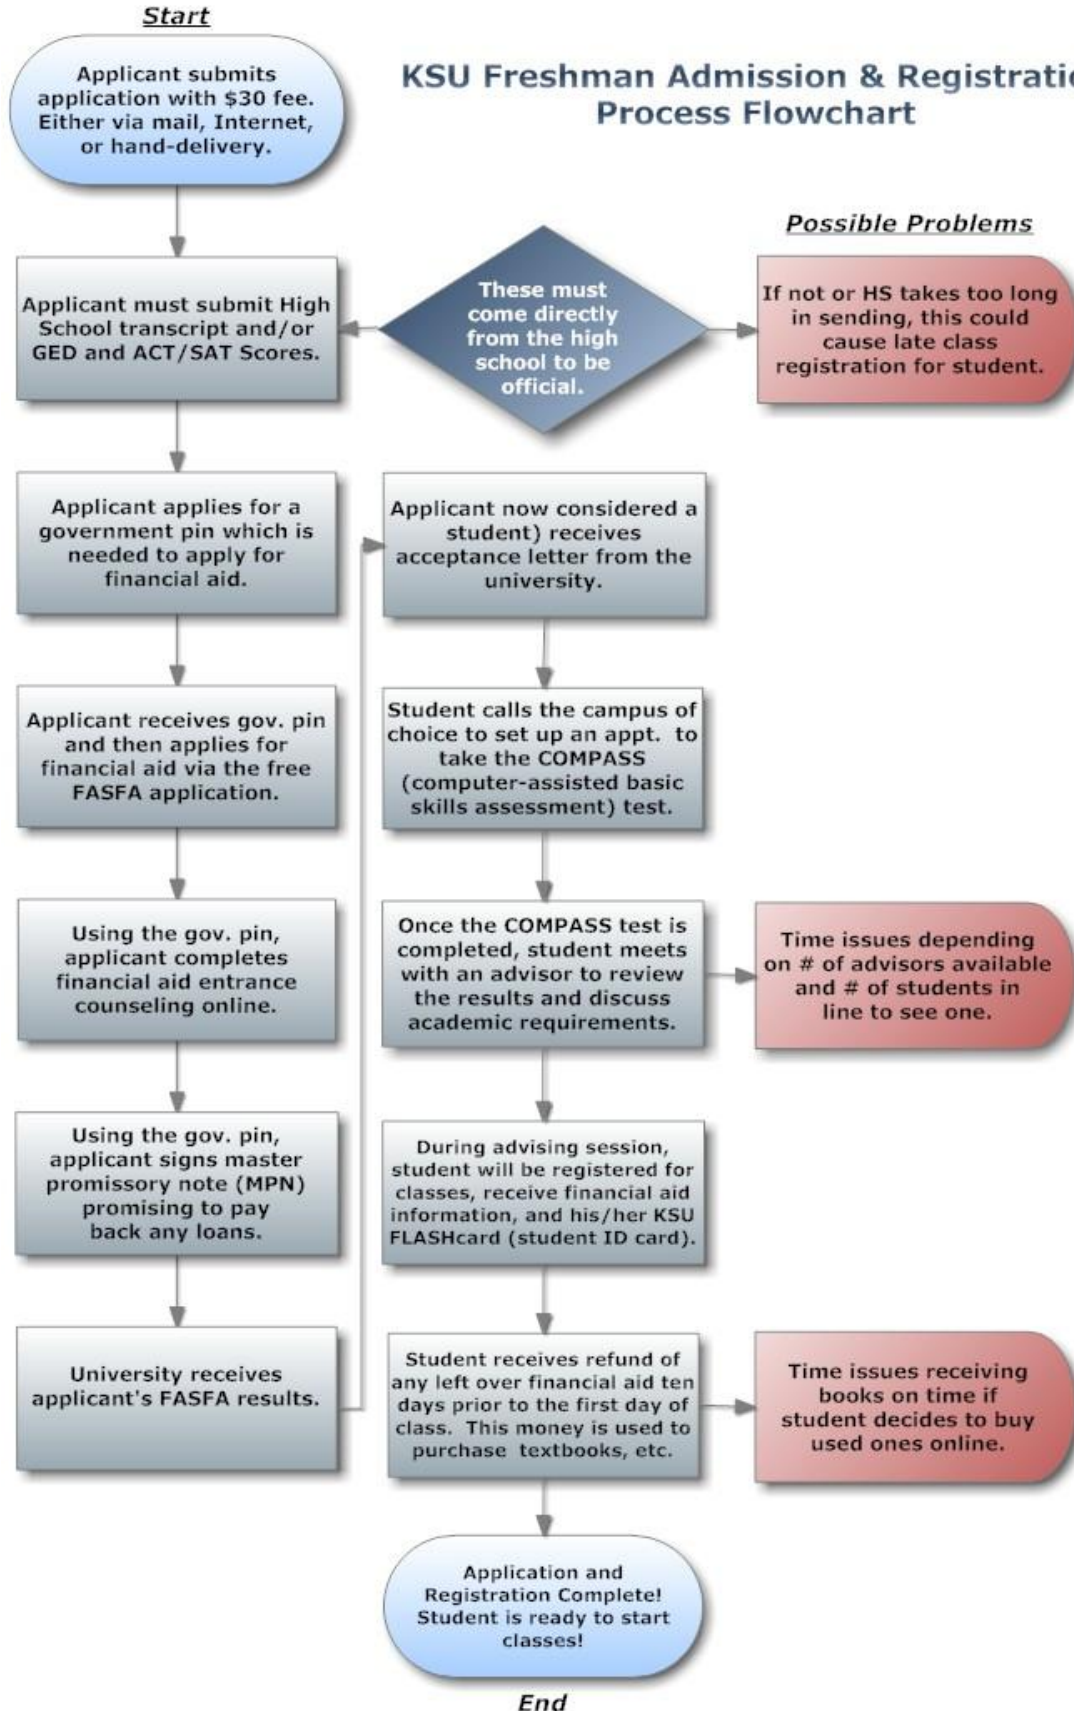 Start
Applicant submits
application with $30 fee.
Either via mail, Internet,
or hand-delivery.
KSU Freshman Admission & Registratio
Process Flowchart
Applicant must submit High
School transcript and/or
GED and ACT/SAT Scores.
These must
come directly
from the high
school to be
official.
Possible Problems
If not or HS takes too long
in sending, this could
cause late class
registration for student.
Applicant applies for a
government pin which is
needed to apply for
financial aid.
Applicant receives gov. pin
and then applies for
financial aid via the free
FASFA application.
Using the gov. pin,
applicant completes
financial aid entrance
counseling online.
Using the gov. pin,
applicant signs master
promissory note (MPN)
promising to pay
back any loans.
University receives
applicant's FASFA results.
Applicant now considered a
student) receives
acceptance letter from the
university.
Student calls the campus of
choice to set up an appt. to
take the COMPASS
(computer-assisted basic
skills assessment) test.
Once the COMPASS test is
completed, student meets
with an advisor to review
the results and discuss
academic requirements.
Time issues depending
on # of advisors available
and # of students in
line to see one.
During advising session,
student will be registered for
classes, receive financial aid
information, and his/her KSU
FLASHcard (student ID card).
Student receives refund of
any left over financial aid ten
days prior to the first day of
class. This money is used to
purchase textbooks, etc.
Time issues receiving
books on time if
student decides to buy
used ones online.
Application and
Registration Complete!
Student is ready to start
classes!
End